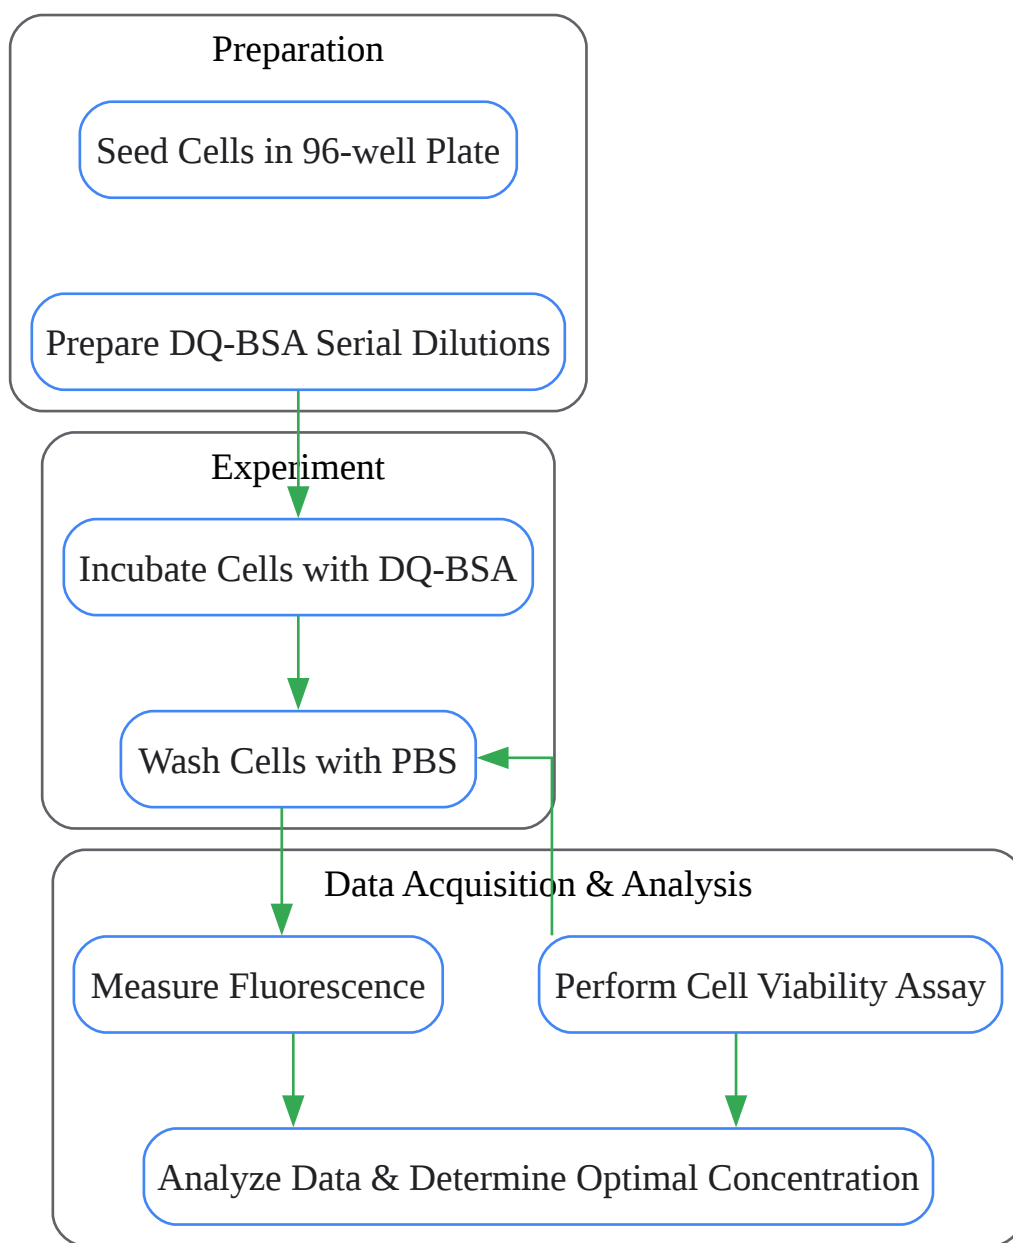 Preparation
Seed Cells in 96-well Plate
Prepare DQ-BSA Serial Dilutions
Experiment
Incubate Cells with DQ-BSA
Wash Cells with PBS
Data Acquisition & Analysis
Measure Fluorescence
Perform Cell Viability Assay
Analyze Data & Determine Optimal Concentration